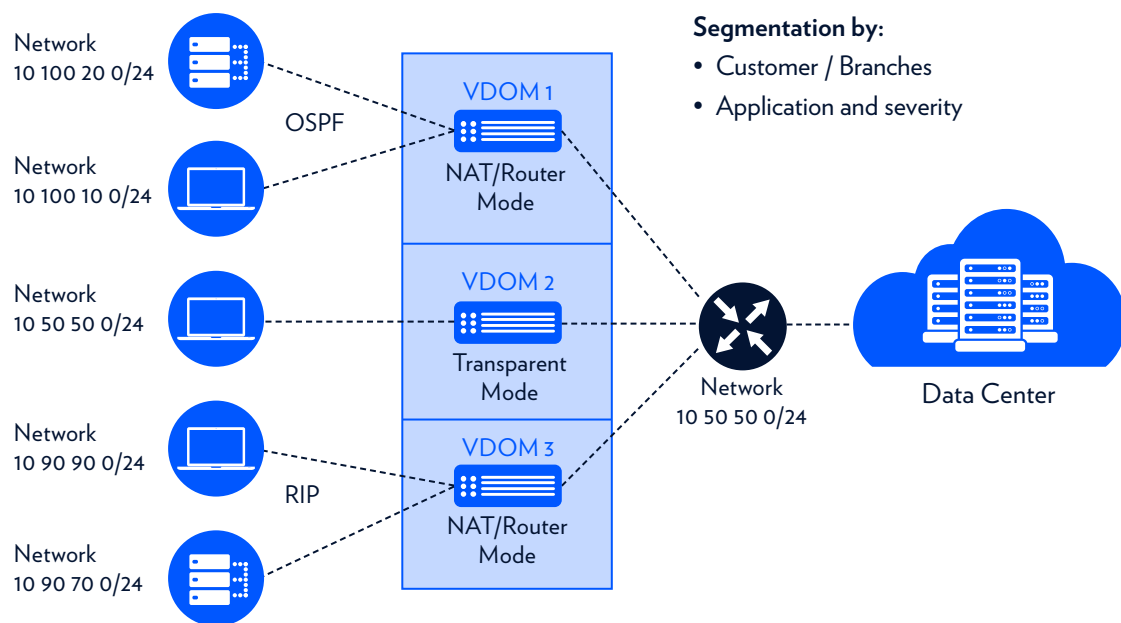 Network
10 100 20 0/24
Network
10 100 10 0/24
Network
10 50 50 0/24
Network
10 90 90 0/24
Network
10 90 70 0/24
OSPF
RIP
VDOM 1
NAT/Router
Mode
VDOM 2
Transparent
Mode
VDOM 3
NAT/Router
Mode
Segmentation by:
• Customer / Branches
• Application and severity
Network
10 50 50 0/24
Data Center